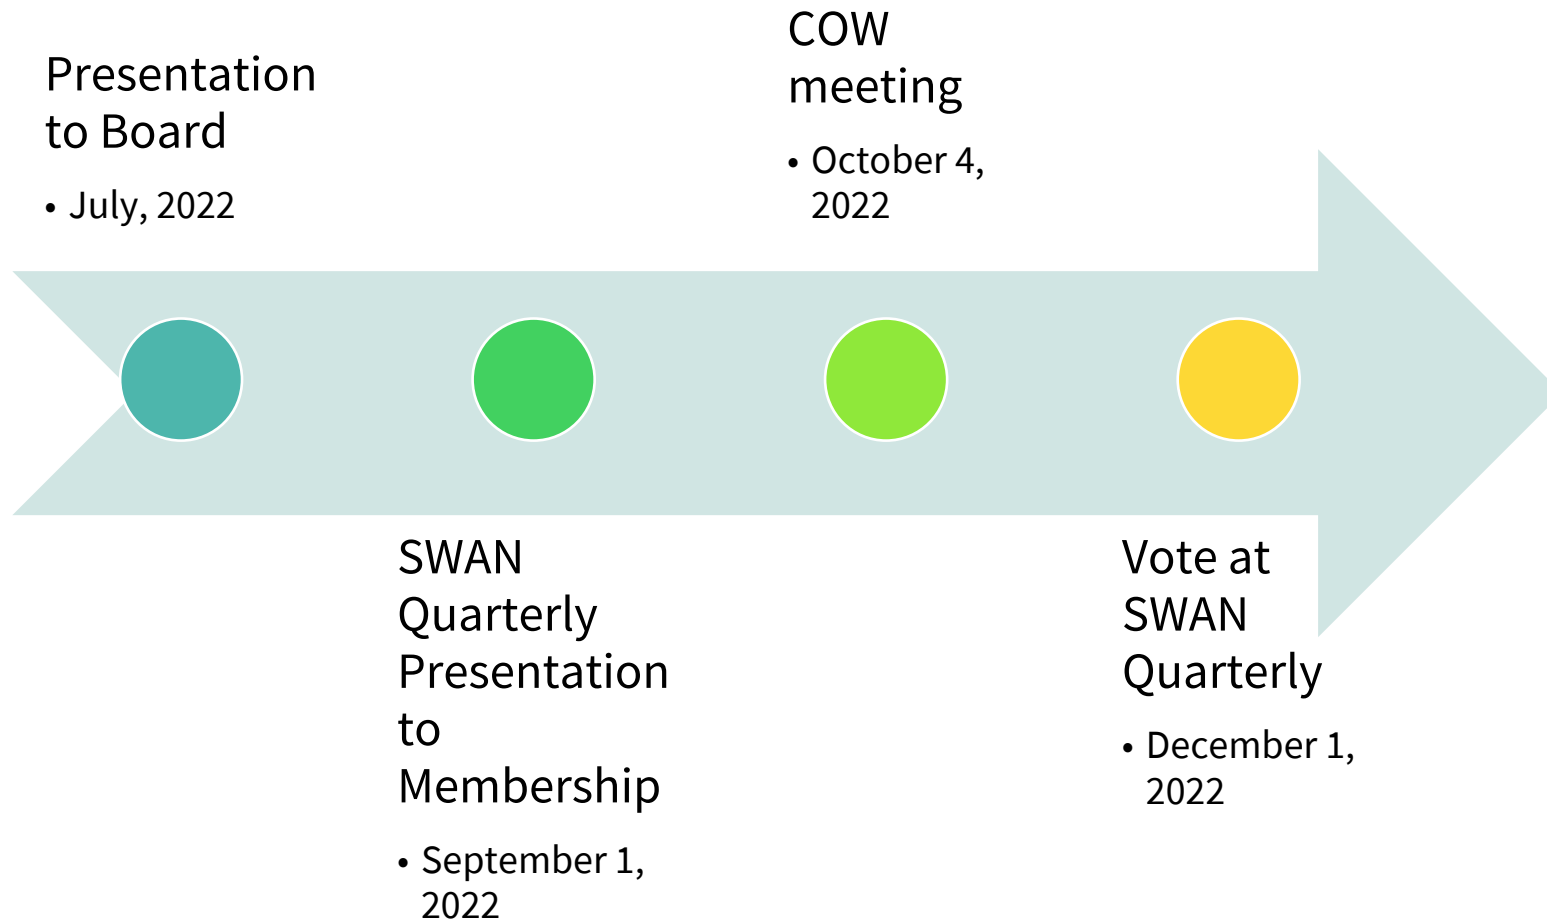 Presentation
to Board
• July, 2022
SWAN
Quarterly
Presentation
to
Membership
• September 1,
2022
COW
meeting
• October 4,
2022
Vote at
SWAN
Quarterly
• December 1,
2022